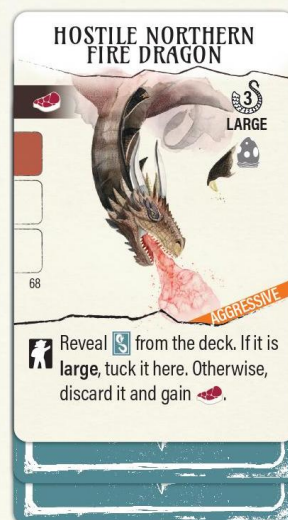 HOSTILE NORTHERN
FIRE DRAGON
3
LARGE
68
AGGRESSIVE
Reveal from the deck. If it is
large, tuck it here. Otherwise,
discard it and gain .